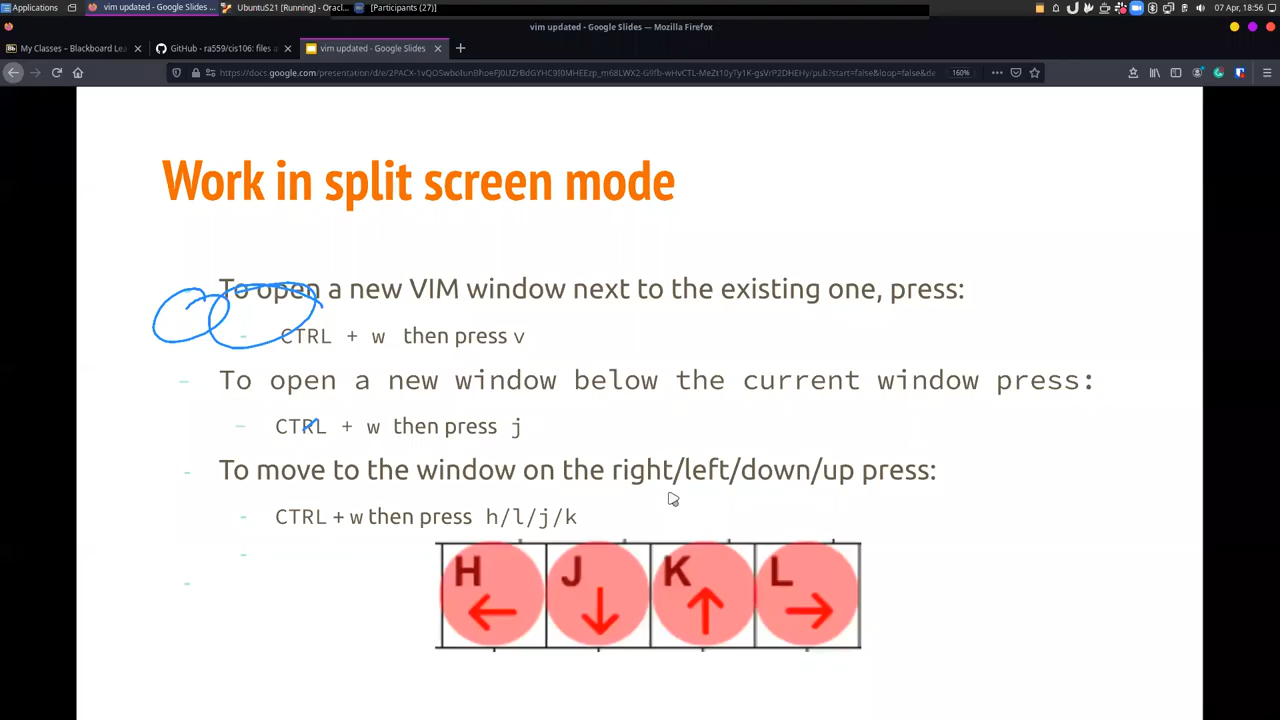 Applications
vim updated - Google Slides ...
UbuntuS21 [Running] - Oracl...
[Participants (27)]
07 Apr, 18:56
vim updated - Google Slides — Mozilla Firefox
Bb
My Classes – Blackboard Lea
GitHub - ra559/cis106: files a
vim updated - Google Slides
160%
Work in split screen mode
To open a new VIM window next to the existing one, press:
- CTRL + w then press v
- To open a new window below the current window press:
- CTRL + w then press j
- To move to the window on the right/left/down/up press:
- CTRL + w then press h/l/j/k
-
-
H J K L